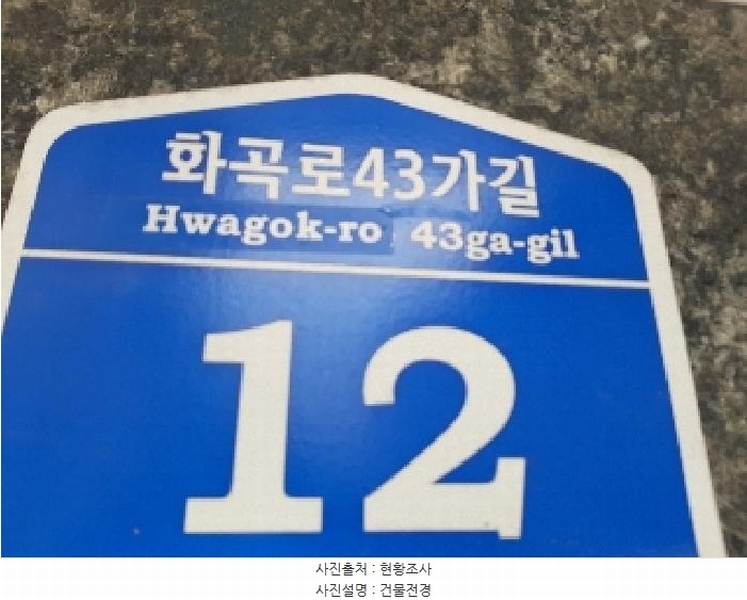 화곡로43가길
Hwagok-ro 43ga-gil
12
사진출처 : 현황조사
사진설명 : 건물전경